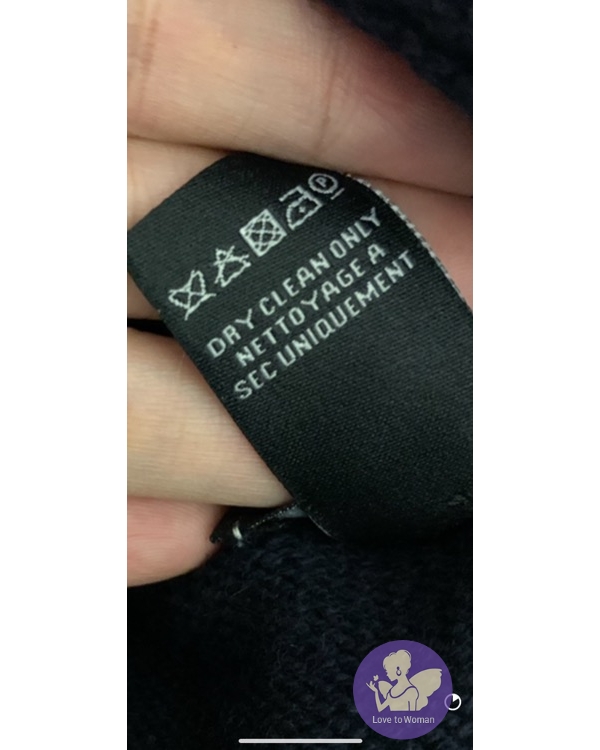 P
DRY CLEAN ONLY
NETTOYAGE A
SEC UNIQUEMENT
Love to Woman